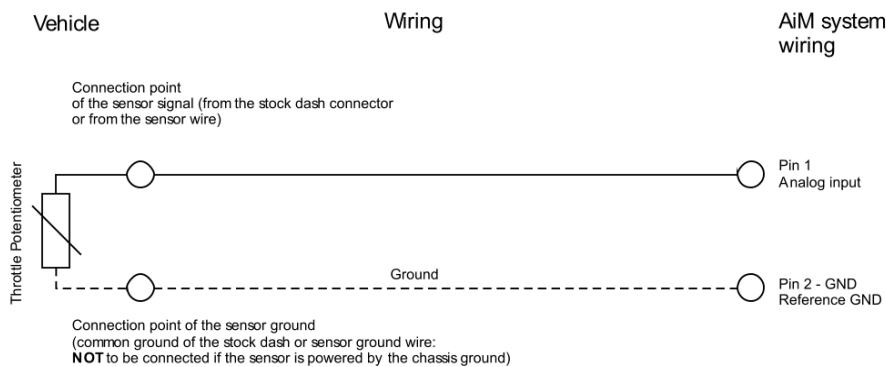 Vehicle
Wiring
AiM system
wiring
Connection point
of the sensor signal (from the stock dash connector
or from the sensor wire)
Throttle Potentiometer
Pin 1
Analog input
Ground
Pin 2 - GND
Reference GND
Connection point of the sensor ground
(common ground of the stock dash or sensor ground wire:
NOT to be connected if the sensor is powered by the chassis ground)